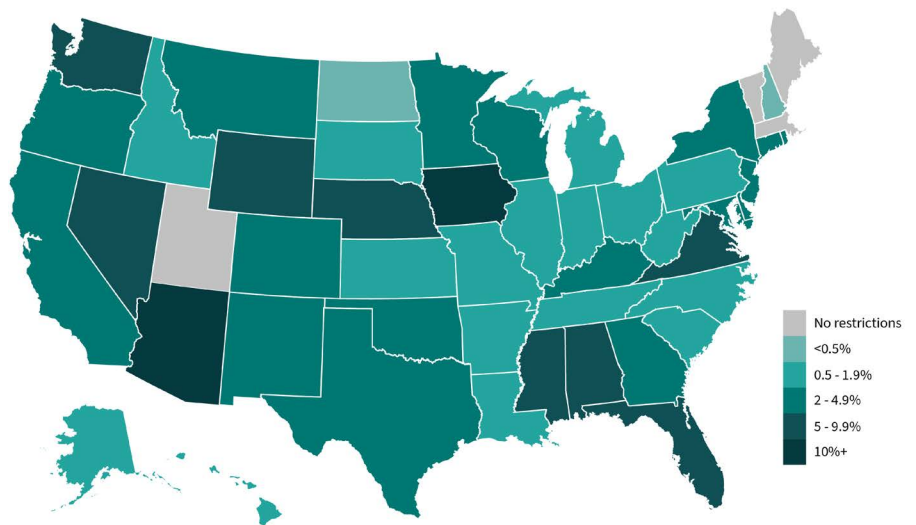 No restrictions
<0.5%
0.5 - 1.9%
2 - 4.9%
5 - 9.9%
10%+